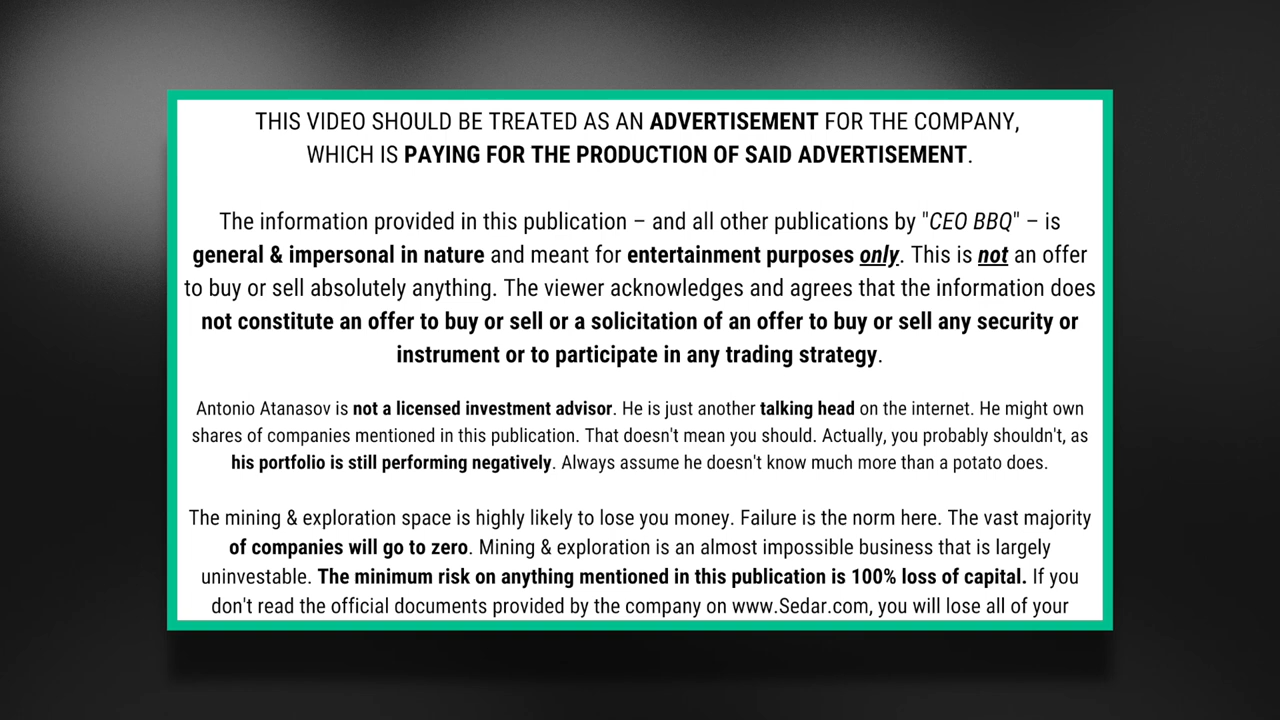 THIS VIDEO SHOULD BE TREATED AS AN ADVERTISEMENT FOR THE COMPANY,
WHICH IS PAYING FOR THE PRODUCTION OF SAID ADVERTISEMENT.
The information provided in this publication – and all other publications by "CEO BBQ" – is
general & impersonal in nature and meant for entertainment purposes only. This is not an offer
to buy or sell absolutely anything. The viewer acknowledges and agrees that the information does
not constitute an offer to buy or sell or a solicitation of an offer to buy or sell any security or
instrument or to participate in any trading strategy.
Antonio Atanasov is not a licensed investment advisor. He is just another talking head on the internet. He might own
shares of companies mentioned in this publication. That doesn't mean you should. Actually, you probably shouldn't, as
his portfolio is still performing negatively. Always assume he doesn't know much more than a potato does.
The mining & exploration space is highly likely to lose you money. Failure is the norm here. The vast majority
of companies will go to zero. Mining & exploration is an almost impossible business that is largely
uninvestable. The minimum risk on anything mentioned in this publication is 100% loss of capital. If you
don't read the official documents provided by the company on www.Sedar.com, you will lose all of your